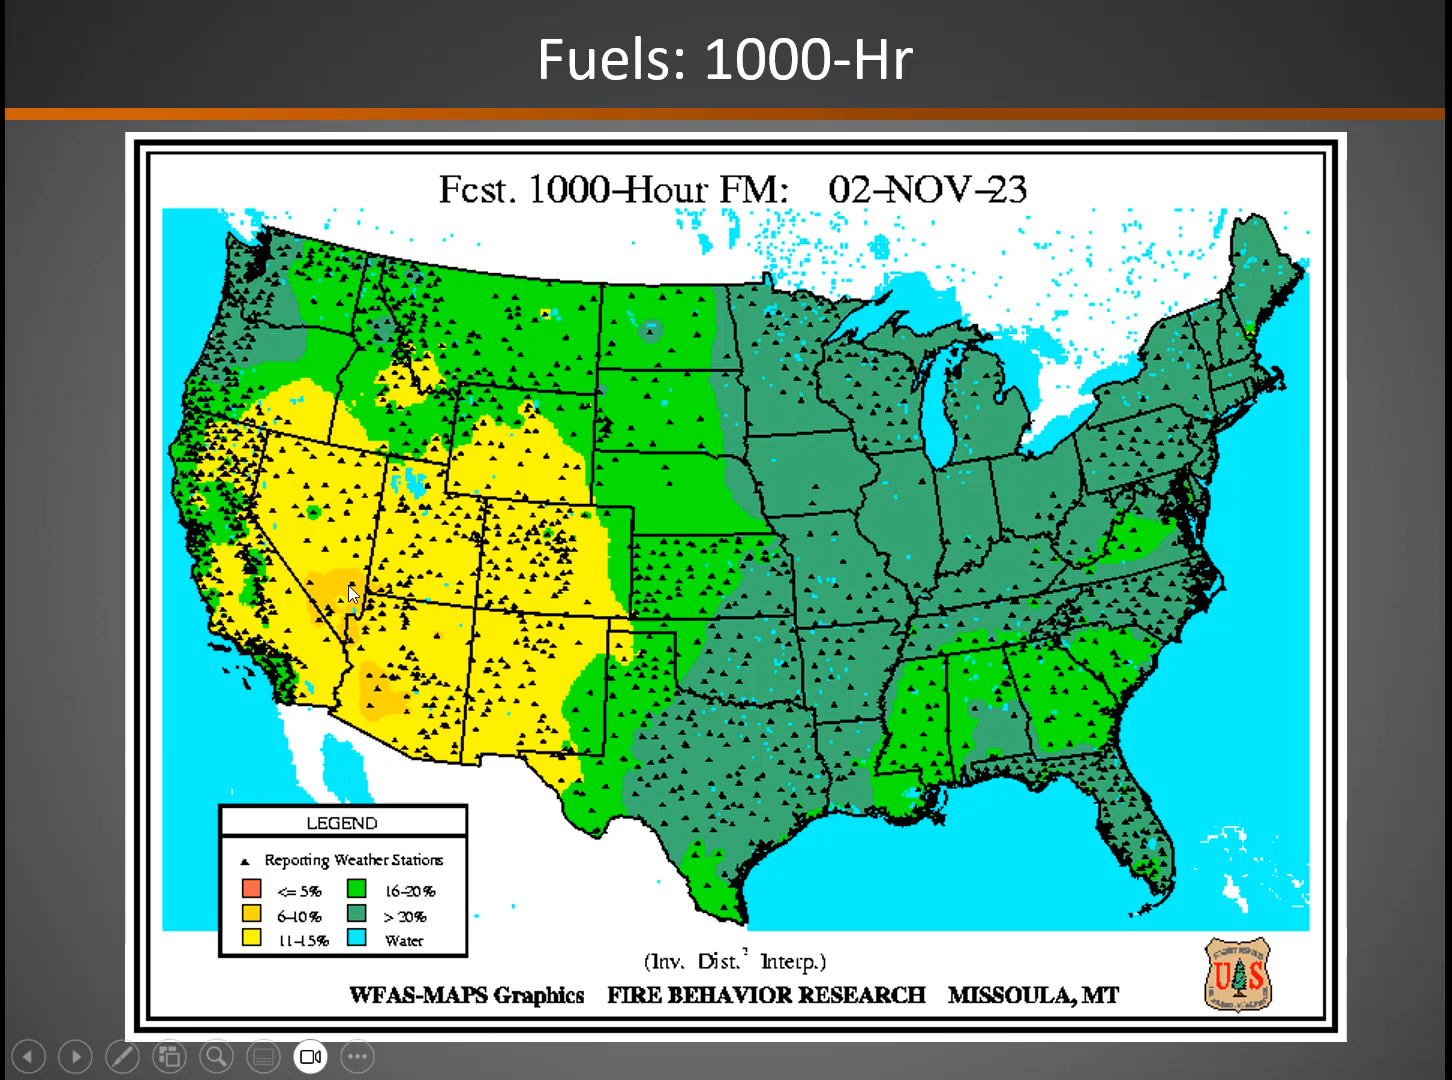 Fuels: 1000-Hr
Fcst. 1000-Hour FM: 02-NOV-23
LEGEND
Reporting Weather Stations
<= 5% 16-20%
6-10% > 20%
11-15% Water
(Inv. Dist.² Interp.)
WFAS-MAPS Graphics FIRE BEHAVIOR RESEARCH MISSOULA, MT
US